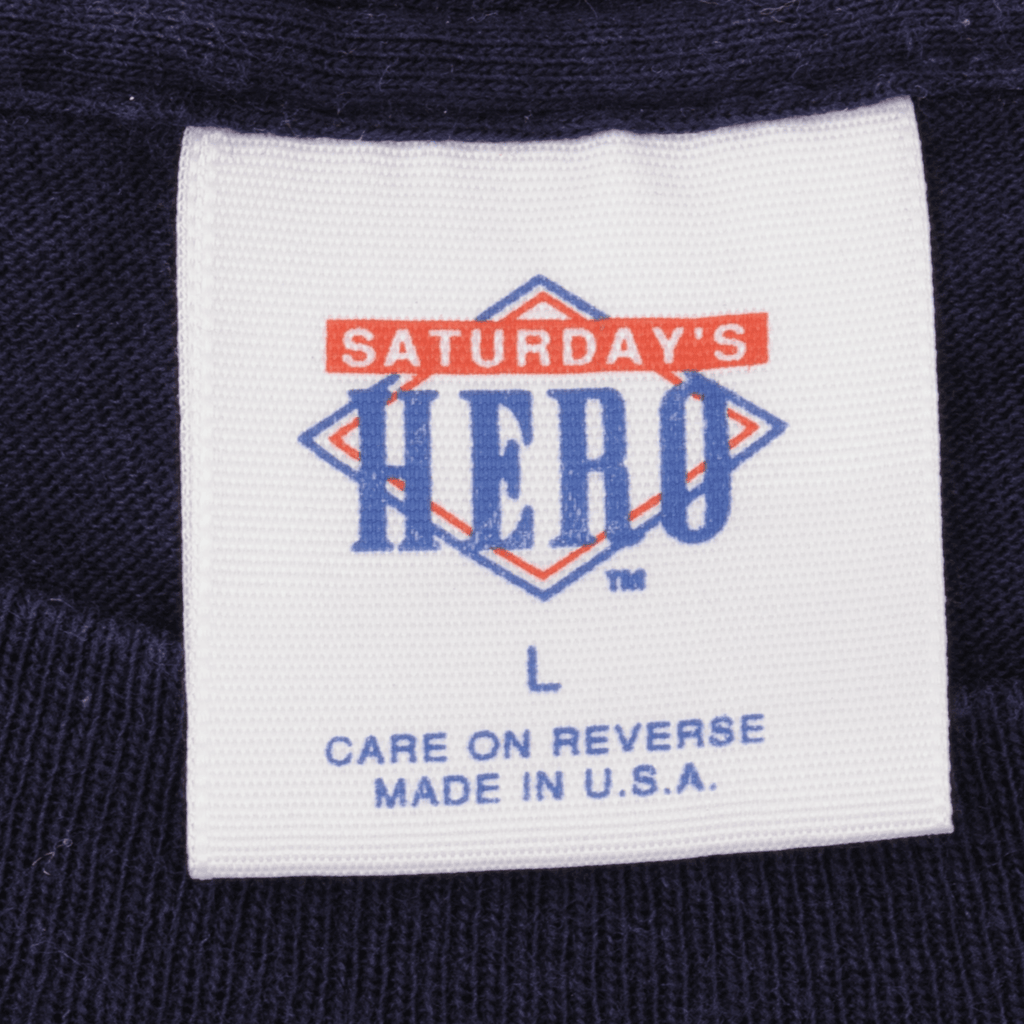 SATURDAY'S
HERO
TM
L
CARE ON REVERSE
MADE IN U.S.A.